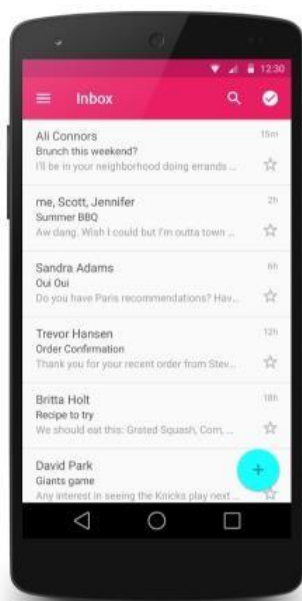 12:30
Inbox
Ali Connors 15m
Brunch this weekend?
I'll be in your neighborhood doing errands ...
me, Scott, Jennifer 2h
Summer BBQ
Aw dang. Wish I could but I'm outta town ...
Sandra Adams 6h
Oui Oui
Do you have Paris recommendations? Hav...
Trevor Hansen 12h
Order Confirmation
Thank you for your recent order from Stev...
Britta Holt 18h
Recipe to try
We should eat this: Grated Squash, Corn, ...
David Park
Giants game
Any interest in seeing the Knicks play next ...